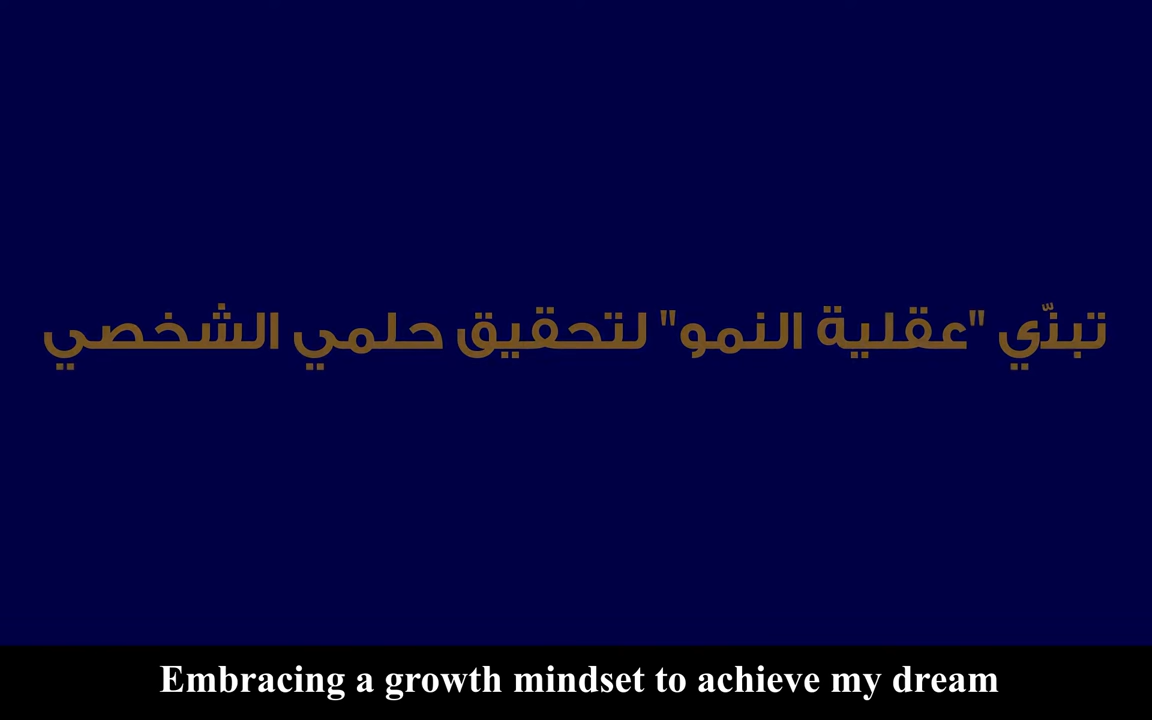 تبنّي "عقلية النمو" لتحقيق حلمي الشخصي
Embracing a growth mindset to achieve my dream